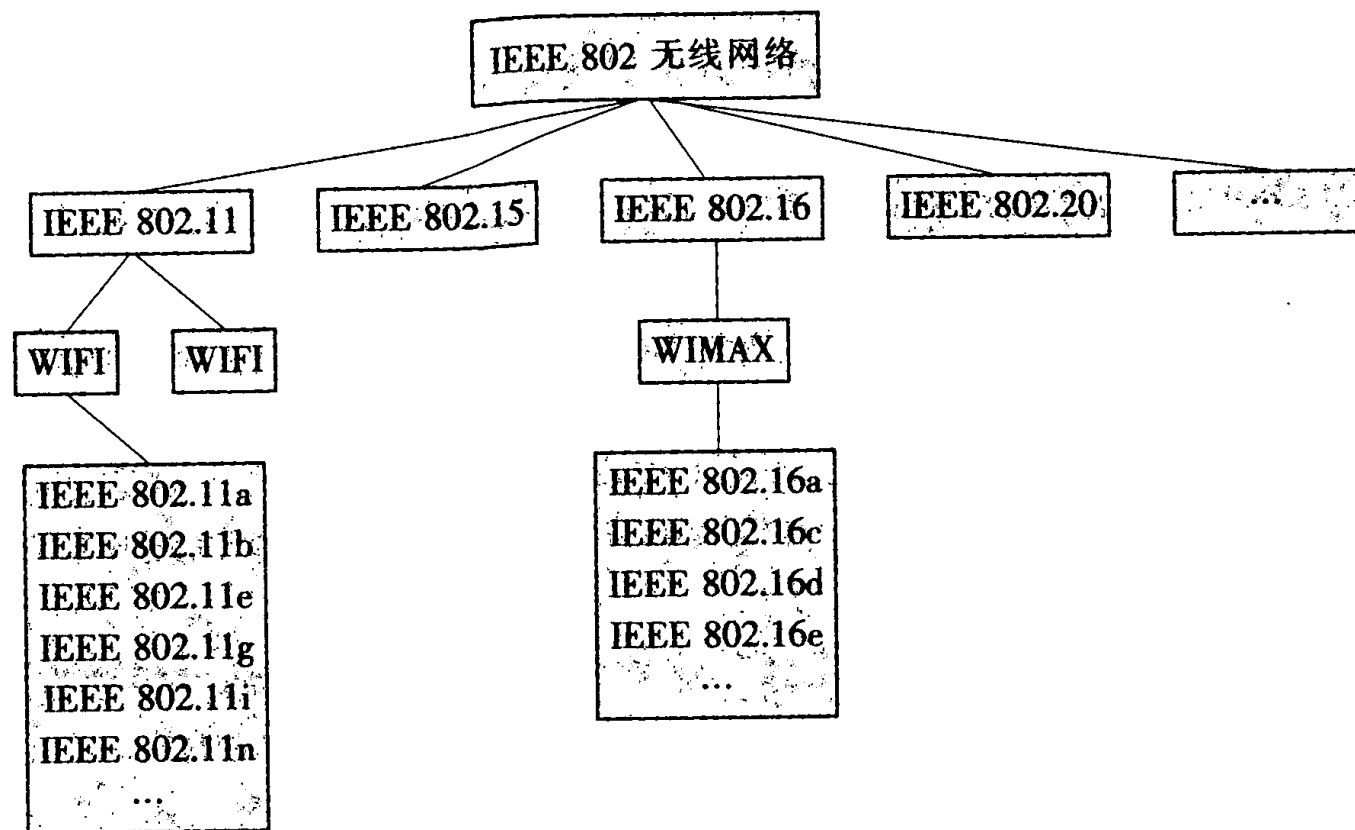 IEEE 802 无线网络
IEEE 802.11
IEEE 802.15
IEEE 802.16
IEEE 802.20
...
WIFI
WIFI
WIMAX
IEEE 802.11a
IEEE 802.11b
IEEE 802.11e
IEEE 802.11g
IEEE 802.11i
IEEE 802.11n
...
IEEE 802.16a
IEEE 802.16c
IEEE 802.16d
IEEE 802.16e
...